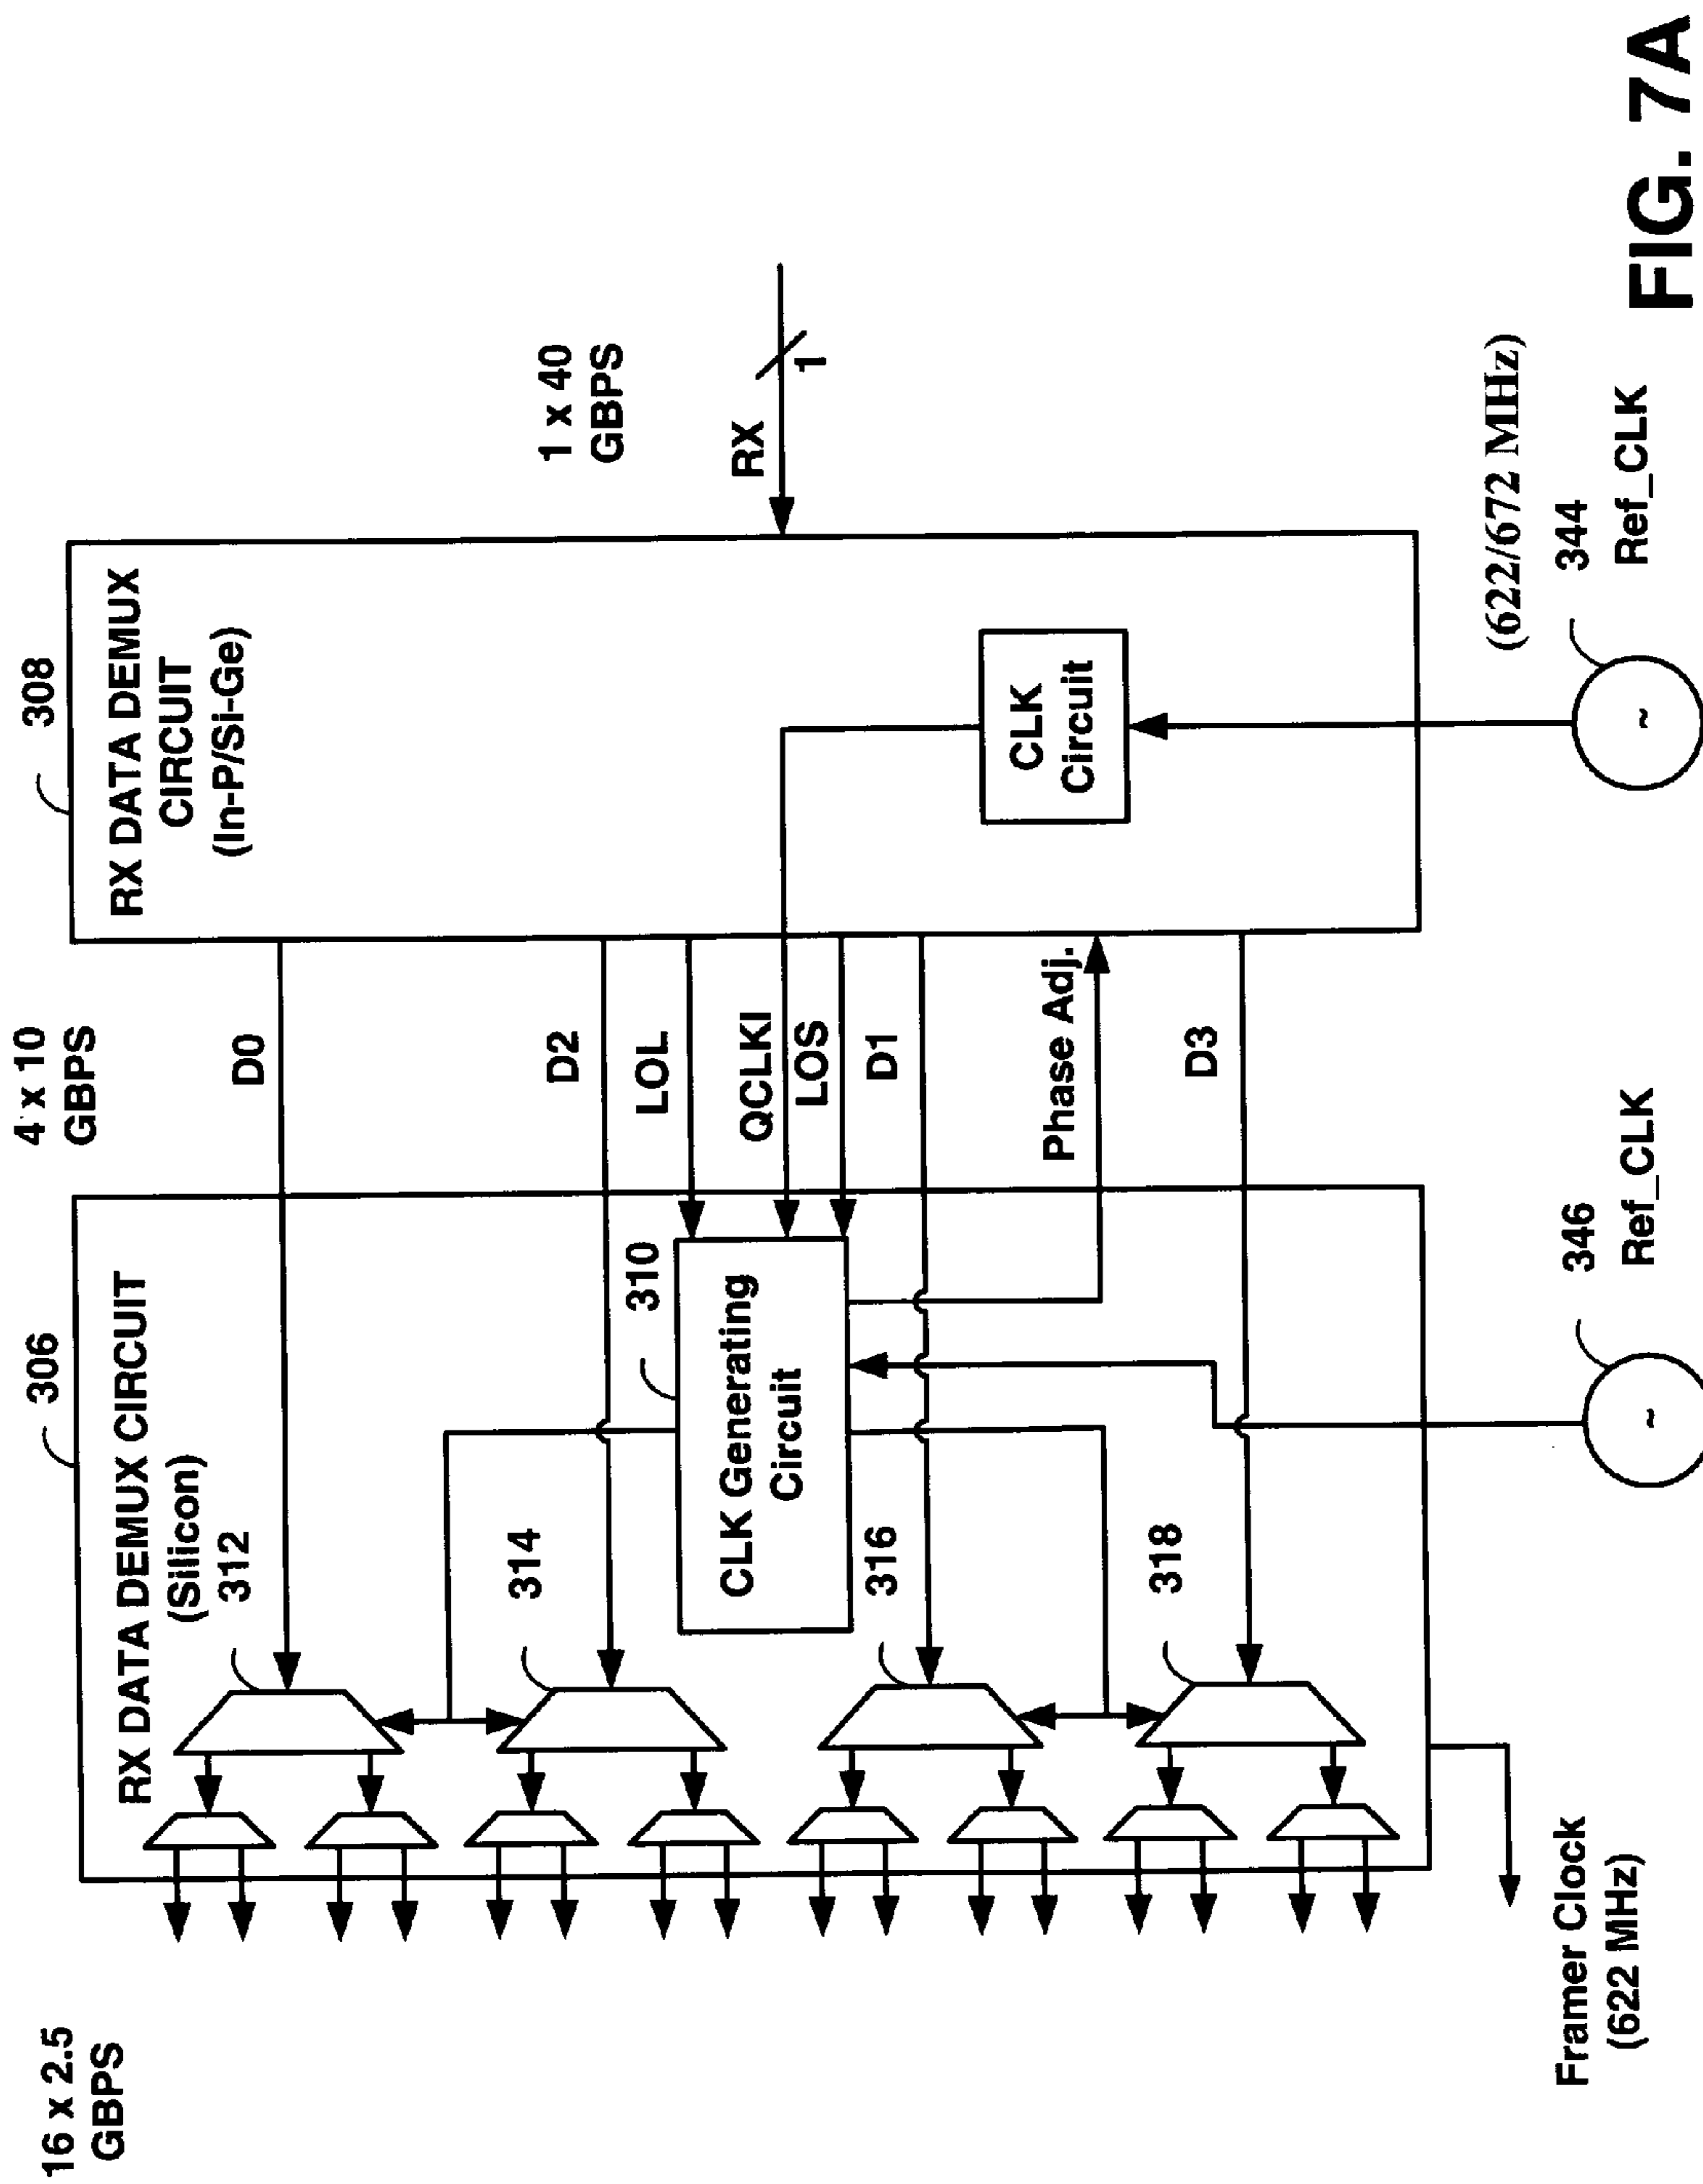 16 x 2.5
GBPS
4 x 10
GBPS
1 x 40
GBPS
306
RX DATA DEMUX CIRCUIT
(Silicon)
308
RX DATA DEMUX
CIRCUIT
(In-P/Si-Ge)
312
D0
314
D2
LOL
310
CLK Generating
Circuit
QCLKI
LOS
RX
1
316
D1
CLK
Circuit
Phase Adj.
318
D3
Framer Clock
(622 MHz)
346
Ref_CLK
~
(622/672 MHz)
344
Ref_CLK
~
FIG. 7A